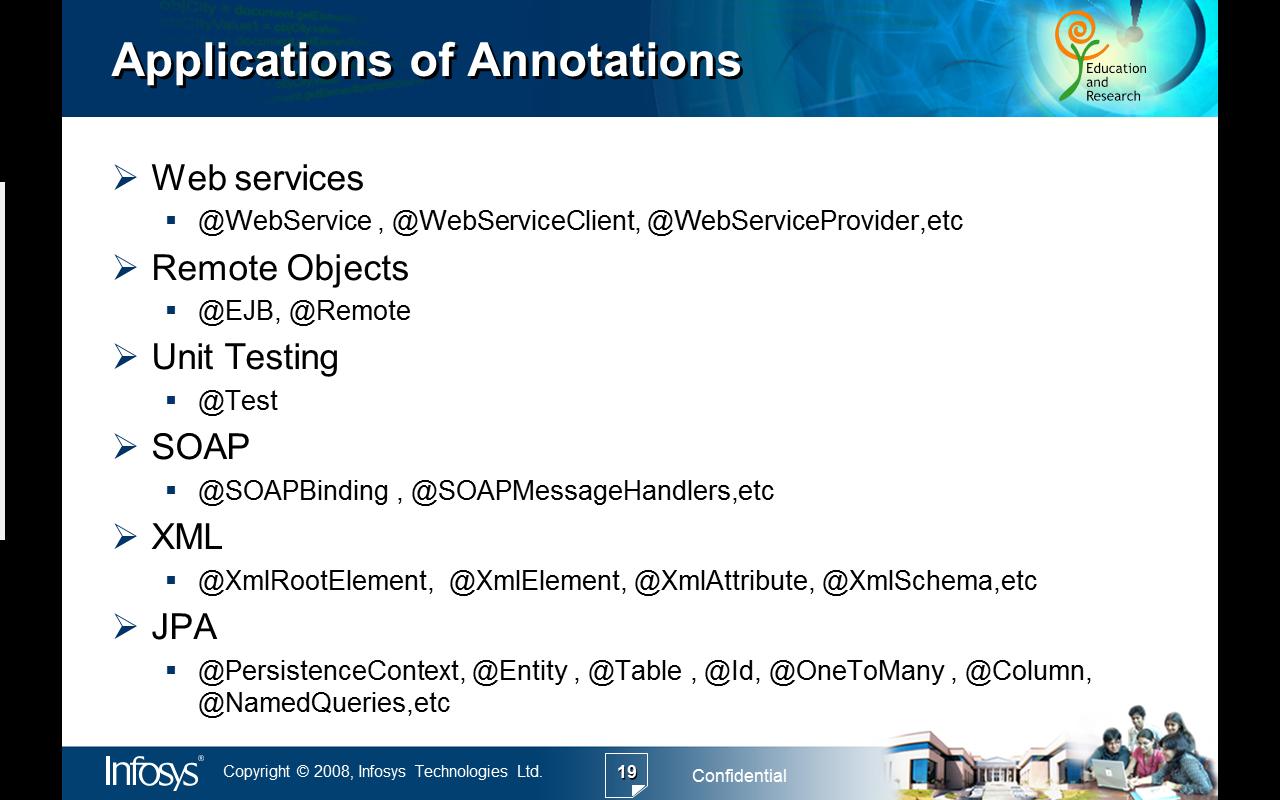 Applications of Annotations
Education
and
Research
Web services
@WebService , @WebServiceClient, @WebServiceProvider,etc
Remote Objects
@EJB, @Remote
Unit Testing
@Test
SOAP
@SOAPBinding , @SOAPMessageHandlers,etc
XML
@XmlRootElement, @XmlElement, @XmlAttribute, @XmlSchema,etc
JPA
@PersistenceContext, @Entity , @Table , @Id, @OneToMany , @Column,
@NamedQueries,etc
Infosys®
Copyright © 2008, Infosys Technologies Ltd.
19
Confidential